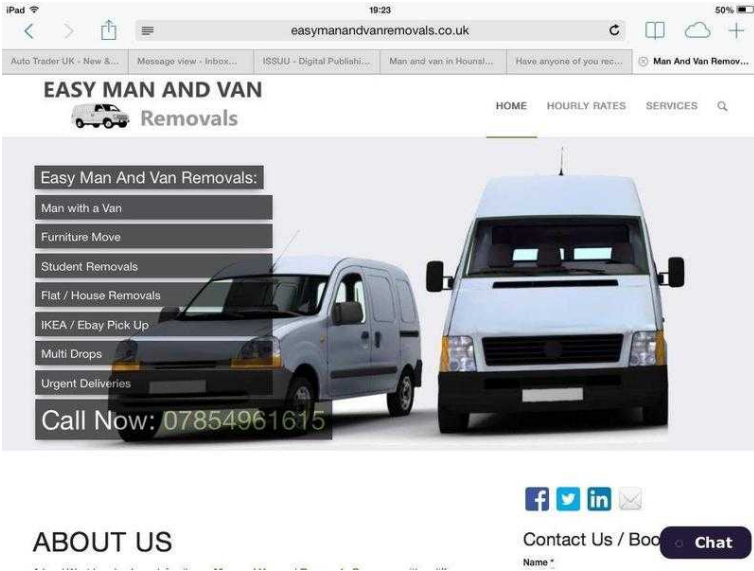 iPad 19:23 50%
easymanandvanremovals.co.uk
Auto Trader UK - New &... Message view - Inbox... ISSUU - Digital Publishi... Man and van in Hounsl... Have anyone of you rec... Man And Van Remov...
EASY MAN AND VAN
Removals
HOME HOURLY RATES SERVICES
Easy Man And Van Removals:
Man with a Van
Furniture Move
Student Removals
Flat / House Removals
IKEA / Ebay Pick Up
Multi Drops
Urgent Deliveries
Call Now: 07854961615
ABOUT US
Contact Us / Boo
Chat
Name *